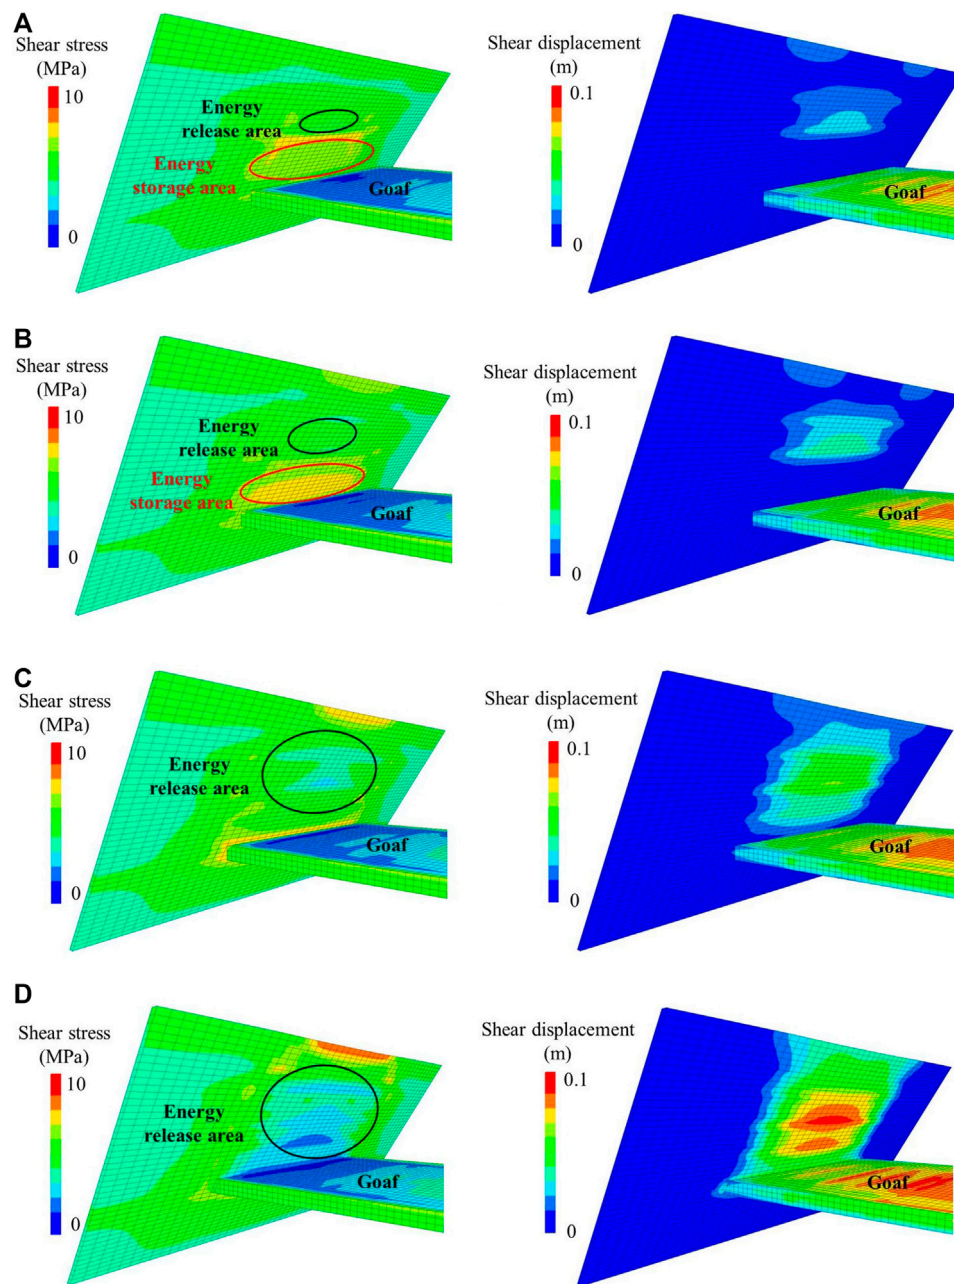 A
Shear stress
(MPa)
10
0
Energy
release area
Energy
storage area
Goaf
Shear displacement
(m)
0.1
0
Goaf
B
Shear stress
(MPa)
10
0
Energy
release area
Energy
storage area
Goaf
Shear displacement
(m)
0.1
0
Goaf
C
Shear stress
(MPa)
10
0
Energy
release area
Goaf
Shear displacement
(m)
0.1
0
Goaf
D
Shear stress
(MPa)
10
0
Energy
release area
Goaf
Shear displacement
(m)
0.1
0
Goaf